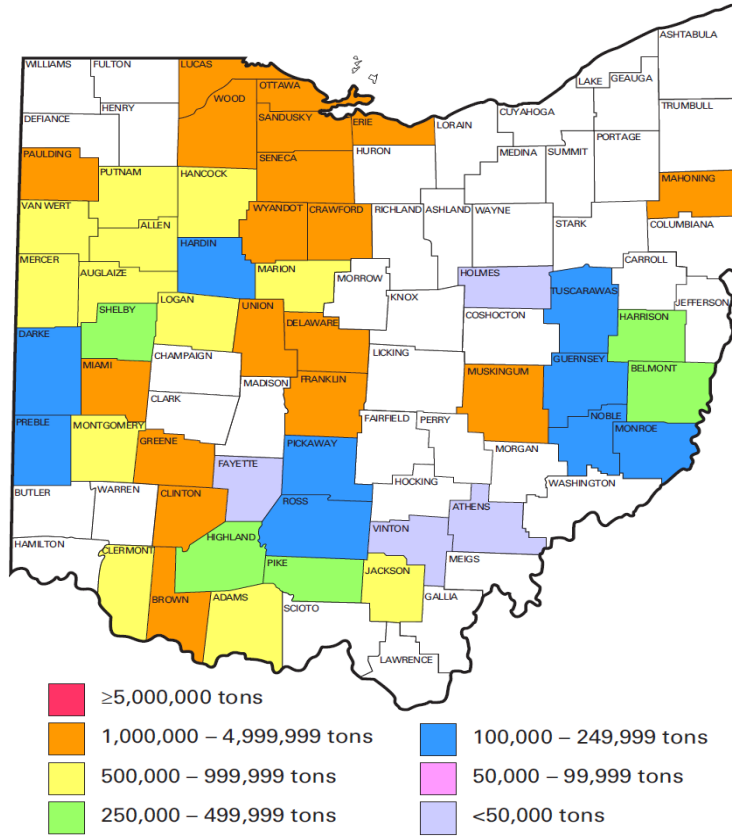 ASHTABULA
WILLIAMS
FULTON
LUCAS
OTTAWA
LAKE
GEAUGA
WOOD
HENRY
TRUMBULL
DEFIANCE
SANDUSKY
ERIE
LORAIN
CUYAHOGA
PORTAGE
PAULDING
SENECA
HURON
MEDINA
SUMMIT
PUTNAM
HANCOCK
MAHONING
VAN WERT
WYANDOT
CRAWFORD
RICHLAND
ASHLAND
WAYNE
STARK
COLUMBIANA
ALLEN
HARDIN
MERCER
AUGLAIZE
MARION
MORROW
HOLMES
CARROLL
TUSCARAWAS
JEFFERSON
LOGAN
SHELBY
UNION
KNOX
COSHOCTON
HARRISON
DARKE
DELAWARE
CHAMPAIGN
LICKING
GUERNSEY
MIAMI
FRANKLIN
MUSKINGUM
BELMONT
MADISON
CLARK
PREBLE
MONTGOMERY
FAIRFIELD
PERRY
NOBLE
MONROE
GREENE
PICKAWAY
MORGAN
FAYETTE
HOCKING
WASHINGTON
BUTLER
WARREN
CLINTON
ROSS
ATHENS
VINTON
HAMILTON
HIGHLAND
CLERMONT
PIKE
JACKSON
MEIGS
BROWN
ADAMS
SCIOTO
GALLIA
LAWRENCE
≥5,000,000 tons
1,000,000 – 4,999,999 tons
500,000 – 999,999 tons
250,000 – 499,999 tons
100,000 – 249,999 tons
50,000 – 99,999 tons
<50,000 tons